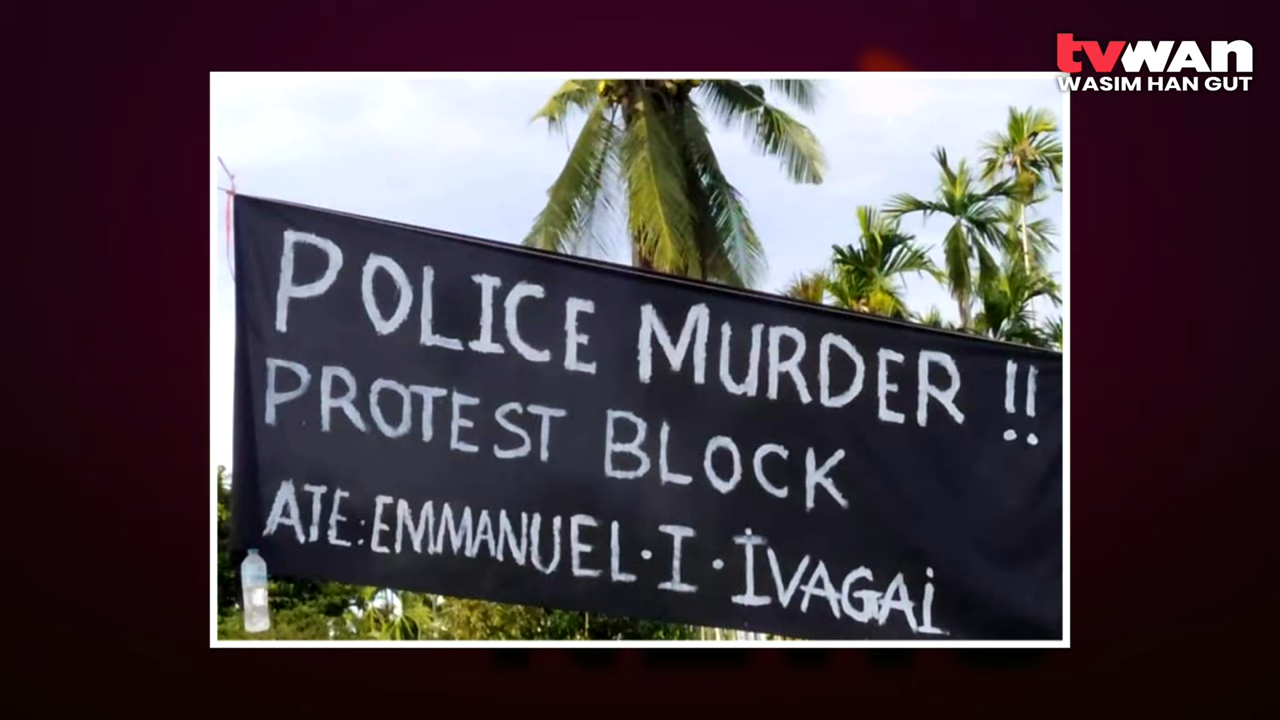 tvwan
WASIM HAN GUT
POLICE MURDER !!
PROTEST BLOCK
ATE: EMMANUEL·I·IVAGAI